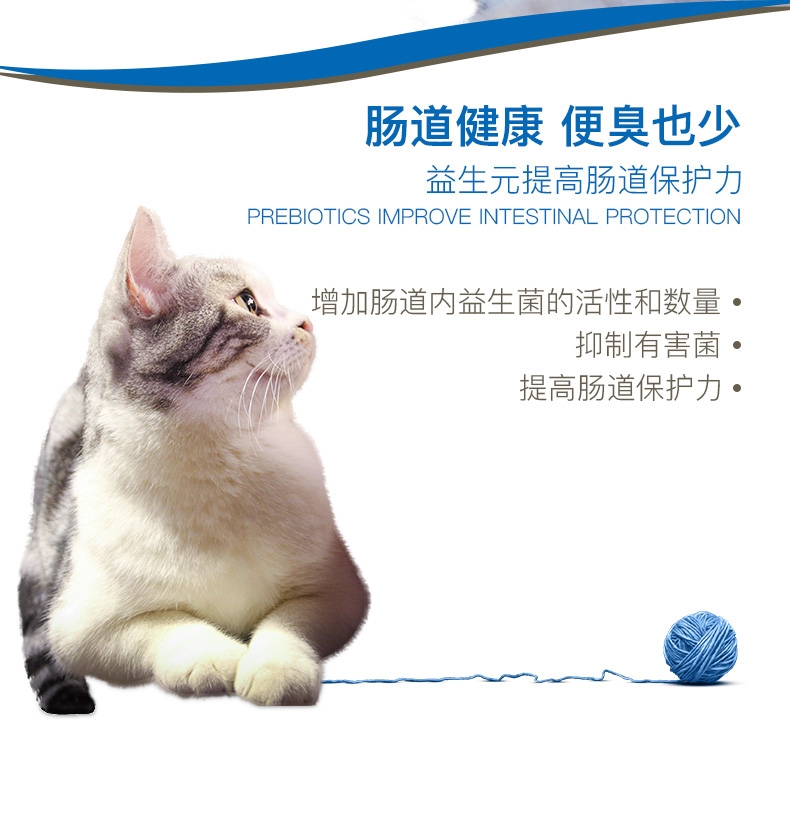 肠道健康 便臭也少
益生元提高肠道保护力
PREBIOTICS IMPROVE INTESTINAL PROTECTION
增加肠道内益生菌的活性和数量 •
抑制有害菌 •
提高肠道保护力 •